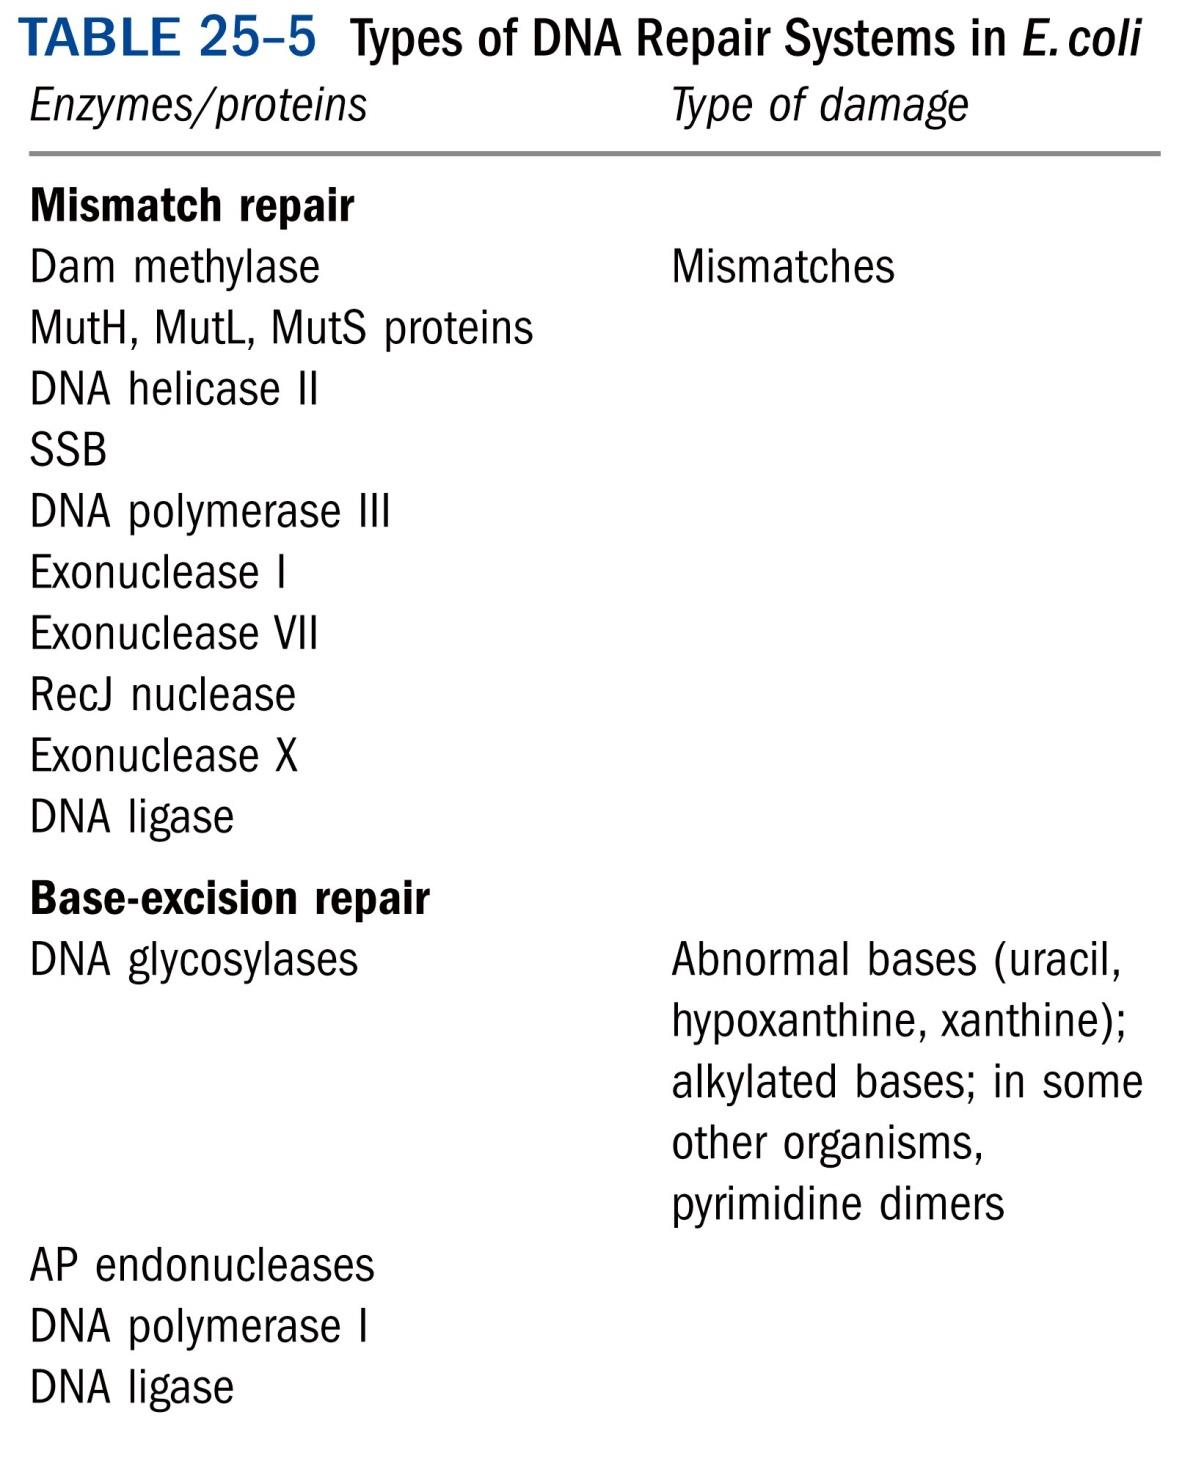 TABLE 25–5 Types of DNA Repair Systems in E. coli
Enzymes/proteins Type of damage
Mismatch repair
Dam methylase Mismatches
MutH, MutL, MutS proteins
DNA helicase II
SSB
DNA polymerase III
Exonuclease I
Exonuclease VII
RecJ nuclease
Exonuclease X
DNA ligase
Base-excision repair
DNA glycosylases Abnormal bases (uracil,
hypoxanthine, xanthine);
alkylated bases; in some
other organisms,
pyrimidine dimers
AP endonucleases
DNA polymerase I
DNA ligase